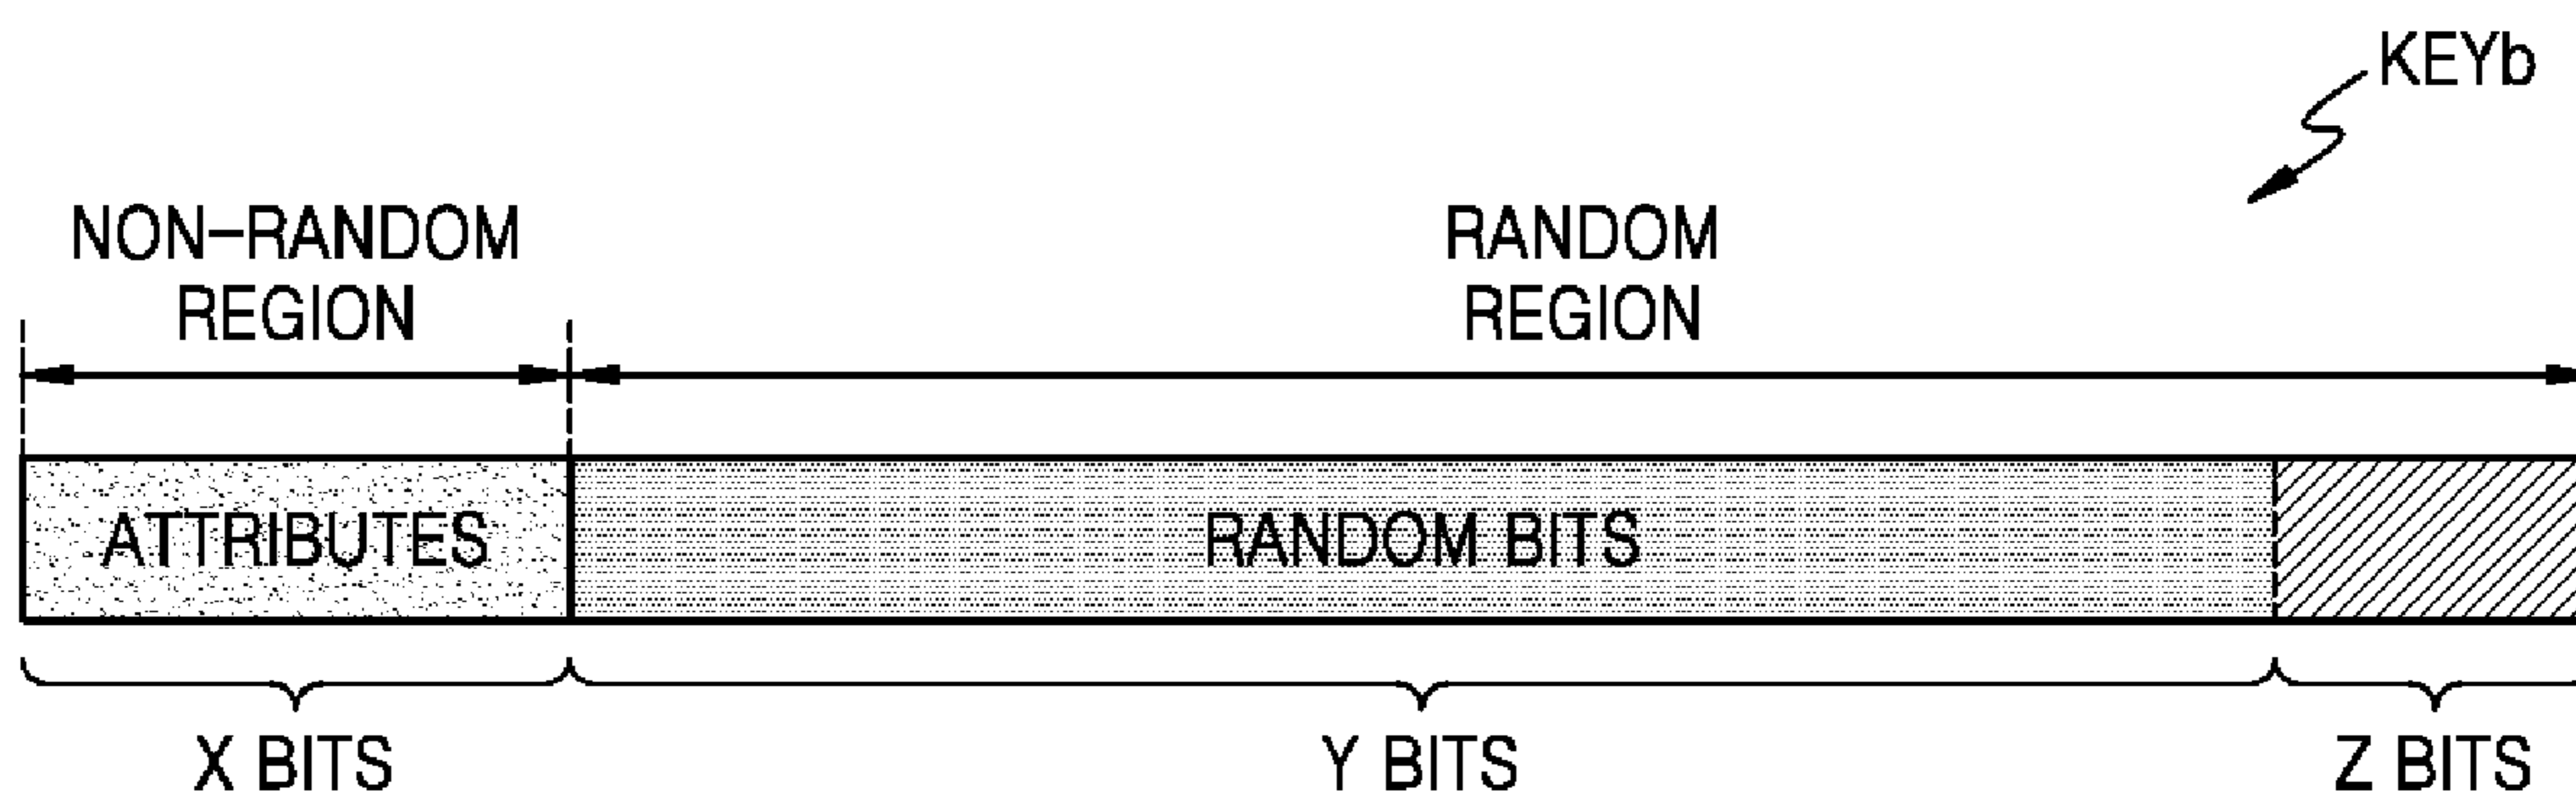 KEYb
NON-RANDOM
REGION
RANDOM
REGION
ATTRIBUTES
RANDOM BITS
X BITS
Y BITS
Z BITS